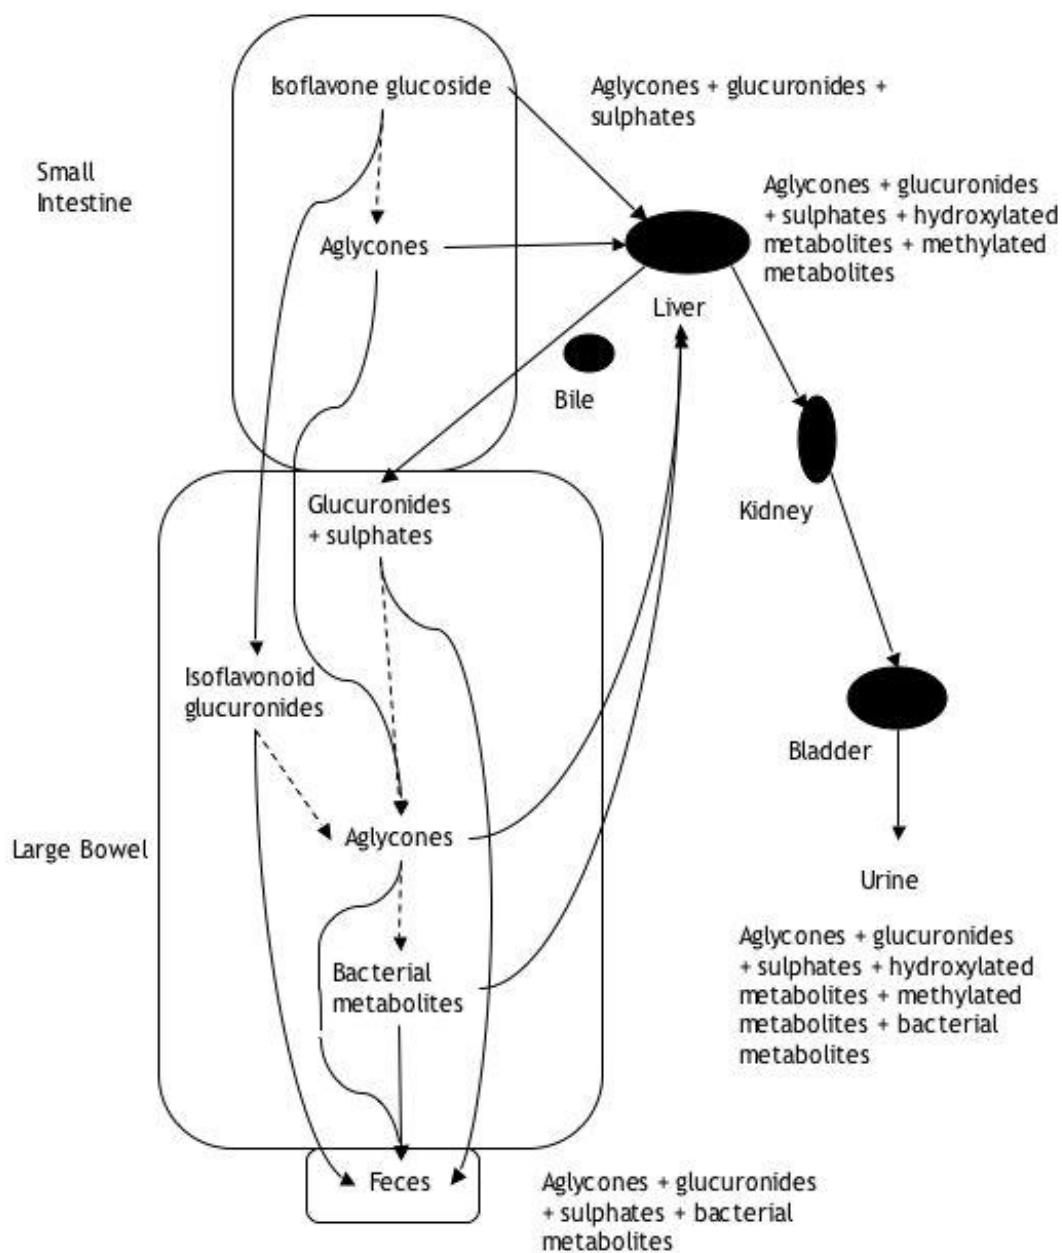 Isoflavone glucoside
Aglycones + glucuronides +
sulphates
Small
Intestine
Aglycones + glucuronides
+ sulphates + hydroxylated
metabolites + methylated
metabolites
Aglycones
Liver
Bile
Glucuronides
+ sulphates
Kidney
Isoflavonoid
glucuronides
Bladder
Large Bowel
Aglycones
Urine
Aglycones + glucuronides
+ sulphates + hydroxylated
metabolites + methylated
metabolites + bacterial
metabolites
Bacterial
metabolites
Feces
Aglycones + glucuronides
+ sulphates + bacterial
metabolites